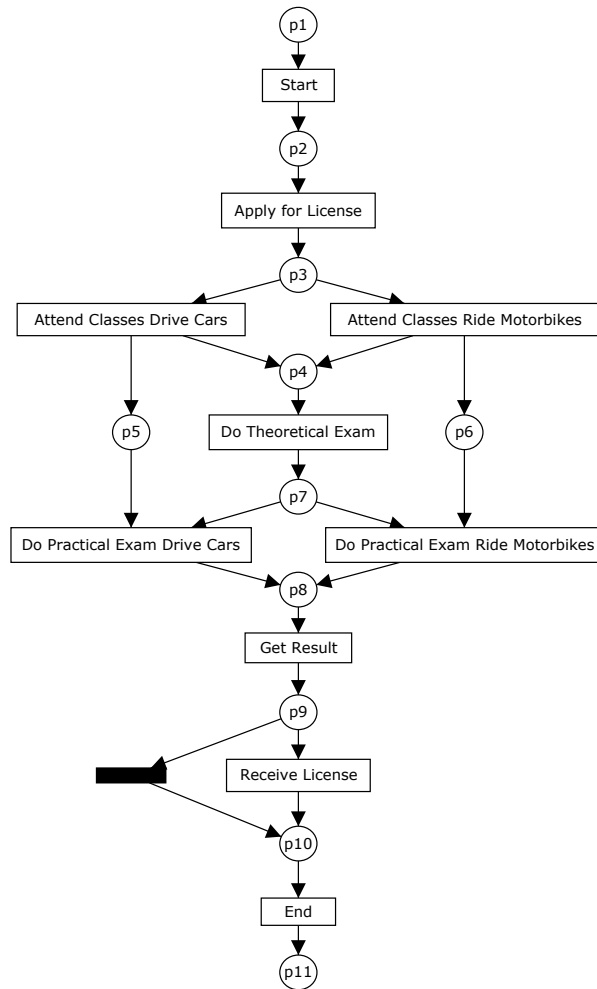 p1
Start
p2
Apply for License
p3
Attend Classes Drive Cars
Attend Classes Ride Motorbikes
p4
p5
Do Theoretical Exam
p6
p7
Do Practical Exam Drive Cars
Do Practical Exam Ride Motorbikes
p8
Get Result
p9
Receive License
p10
End
p11